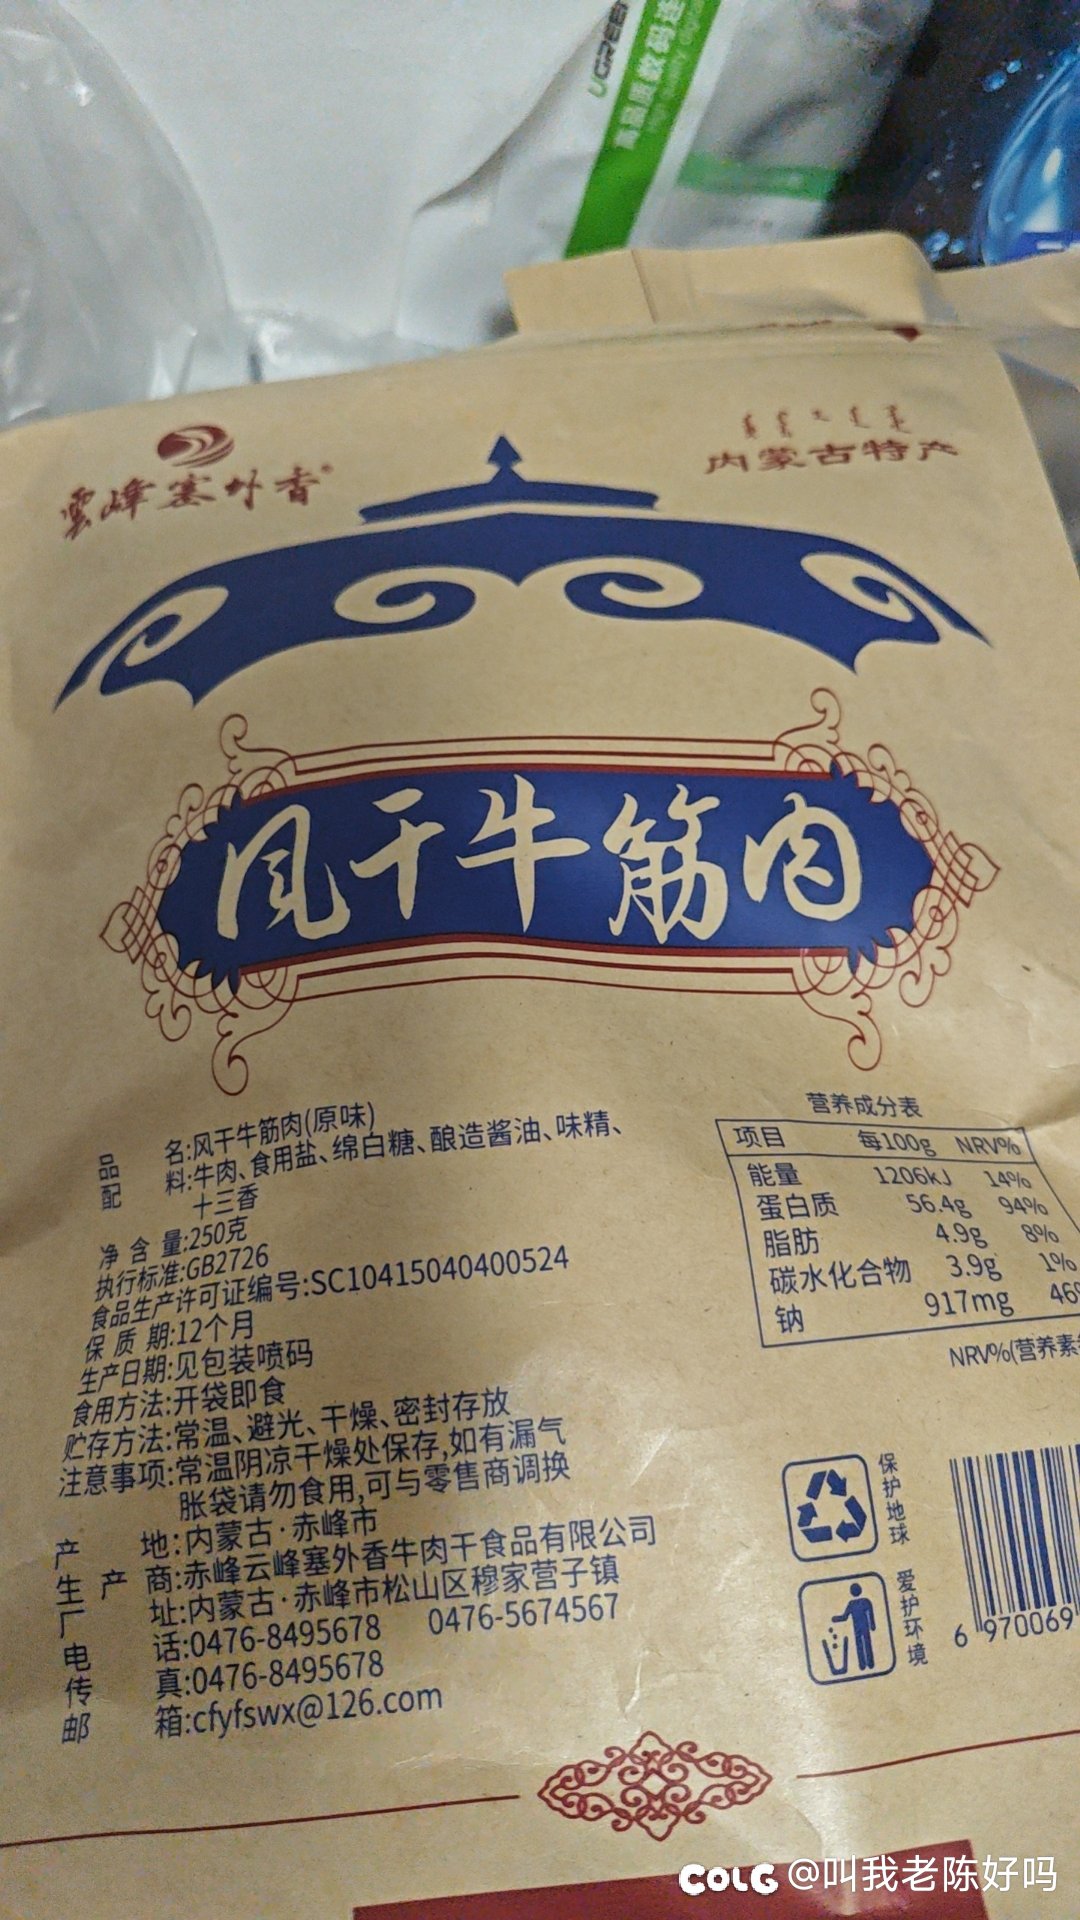 UGREEN
高品质数码连
雲峰塞外香®
内蒙古特产
风干牛筋肉
品名:风干牛筋肉(原味)
配料:牛肉、食用盐、绵白糖、酿造酱油、味精、
十三香
净含量:250克
执行标准:GB2726
食品生产许可证编号:SC10415040400524
保质期:12个月
生产日期:见包装喷码
食用方法:开袋即食
贮存方法:常温、避光、干燥、密封存放
注意事项:常温阴凉干燥处保存,如有漏气
胀袋请勿食用,可与零售商调换
产地:内蒙古·赤峰市
生产商:赤峰云峰塞外香牛肉干食品有限公司
厂址:内蒙古·赤峰市松山区穆家营子镇
电话:0476-8495678 0476-5674567
传真:0476-8495678
邮箱:cfyfswx@126.com
营养成分表
项目 每100g NRV%
能量 1206kJ 14%
蛋白质 56.4g 94%
脂肪 4.9g 8%
碳水化合物 3.9g 1%
钠 917mg 46
NRV%(营养素
保护地球
爱护环境
6 970069
COLG @叫我老陈好吗